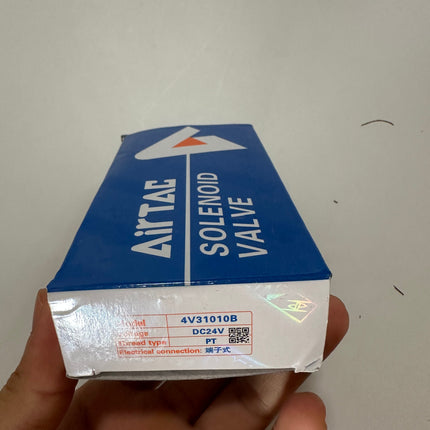 AirTAC
SOLENOID
VALVE
Model 4V31010B
Voltage DC24V
Thread type PT
Electrical connection: 端子式